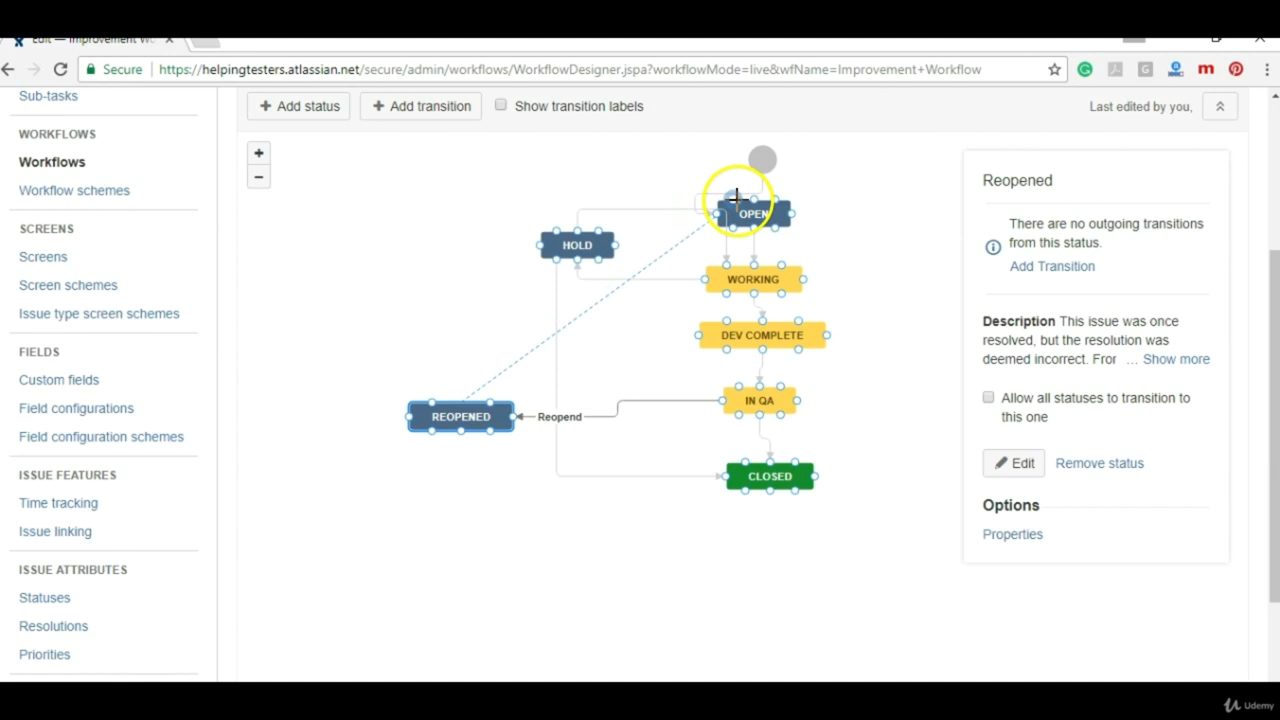 Edit — Improvement Wo
Secure
https://helpingtesters.atlassian.net/secure/admin/workflows/WorkflowDesigner.jspa?workflowMode=live&wfName=Improvement+Workflow
Sub-tasks
WORKFLOWS
Workflows
Workflow schemes
SCREENS
Screens
Screen schemes
Issue type screen schemes
FIELDS
Custom fields
Field configurations
Field configuration schemes
ISSUE FEATURES
Time tracking
Issue linking
ISSUE ATTRIBUTES
Statuses
Resolutions
Priorities
+ Add status
+ Add transition
Show transition labels
Last edited by you,
+
−
OPEN
HOLD
WORKING
DEV COMPLETE
IN QA
REOPENED
Reopend
CLOSED
Reopened
There are no outgoing transitions
from this status.
Add Transition
Description This issue was once
resolved, but the resolution was
deemed incorrect. Fror ... Show more
Allow all statuses to transition to
this one
Edit
Remove status
Options
Properties
Udemy